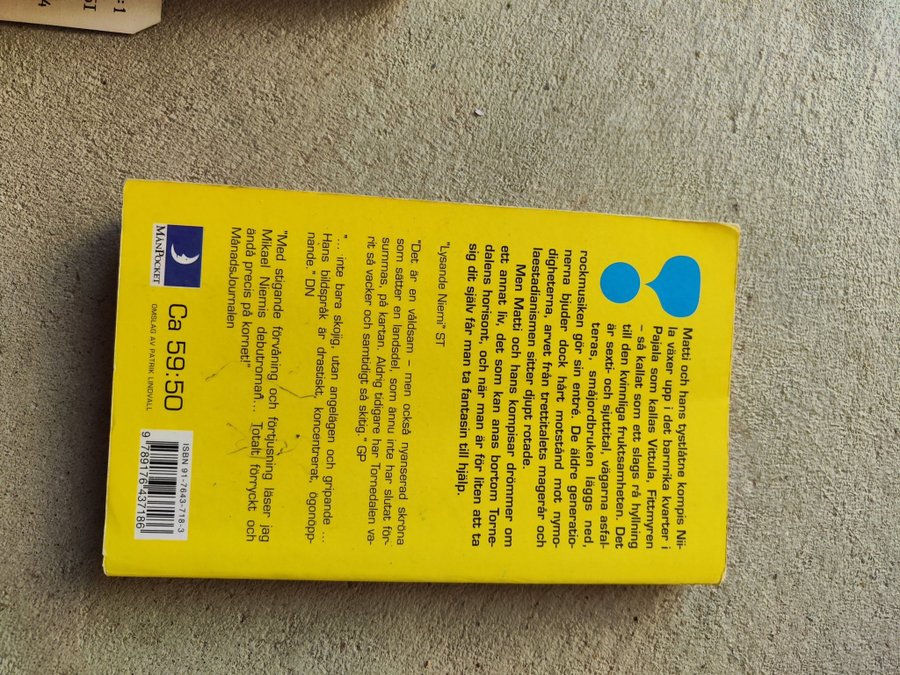 Matti och hans tystlåtne kompis Nii-
la växer upp i det barnrika kvarter i
Pajala som kallas Vittula, Fittmyren
– så kallat som ett slags rå hyllning
till den kvinnliga fruktsamheten. Det
är sexti- och sjuttital, vägarna asfal-
teras, småjordbruken läggs ned,
rockmusiken gör sin entré. De äldre generatio-
nerna bjuder dock hårt motstånd mot nymo-
digheterna, arvet från trettitalets magerår och
laestadianismen sitter djupt rotade.
Men Matti och hans kompisar drömmer om
ett annat liv, det som kan anas bortom Torne-
dalens horisont, och när man är för liten att ta
sig dit själv får man ta fantasin till hjälp.
"Lysande Niemi" ST
"Det är en våldsam – men också nyanserad skröna
som sätter en landsdel, som ännu inte har slutat för-
summas, på kartan. Aldrig tidigare har Tornedalen va-
rit så vacker och samtidigt så skitig." GP
"... inte bara skojig, utan angelägen och gripande ...
Hans bildspråk är drastiskt, koncentrerat, ögonöpp-
nande." DN
"Med stigande förvåning och förtjusning läser jag
Mikael Niemis debutroman... Totalt förryckt och
ändå precis på kornet!"
MånadsJournalen
MÅNPOCKET
Ca 59:50
OMSLAG AV PATRIK LINDVALL
ISBN 91-7643-718-3
9 789176 437186
:1